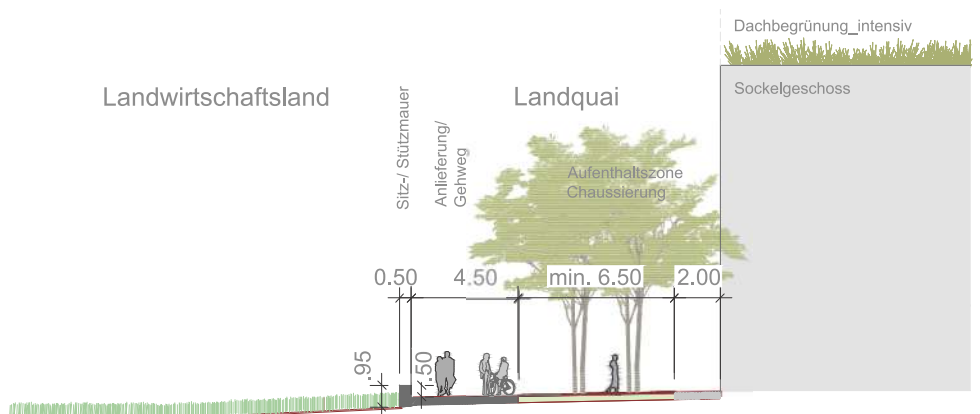 Dachbegrünung_intensiv
Sockelgeschoss
Landwirtschaftsland
Landquai
Sitz-/ Stützmauer
Anlieferung/
Gehweg
Aufenthaltszone
Chaussierung
0.50
4.50
min. 6.50
2.00
.95
.50